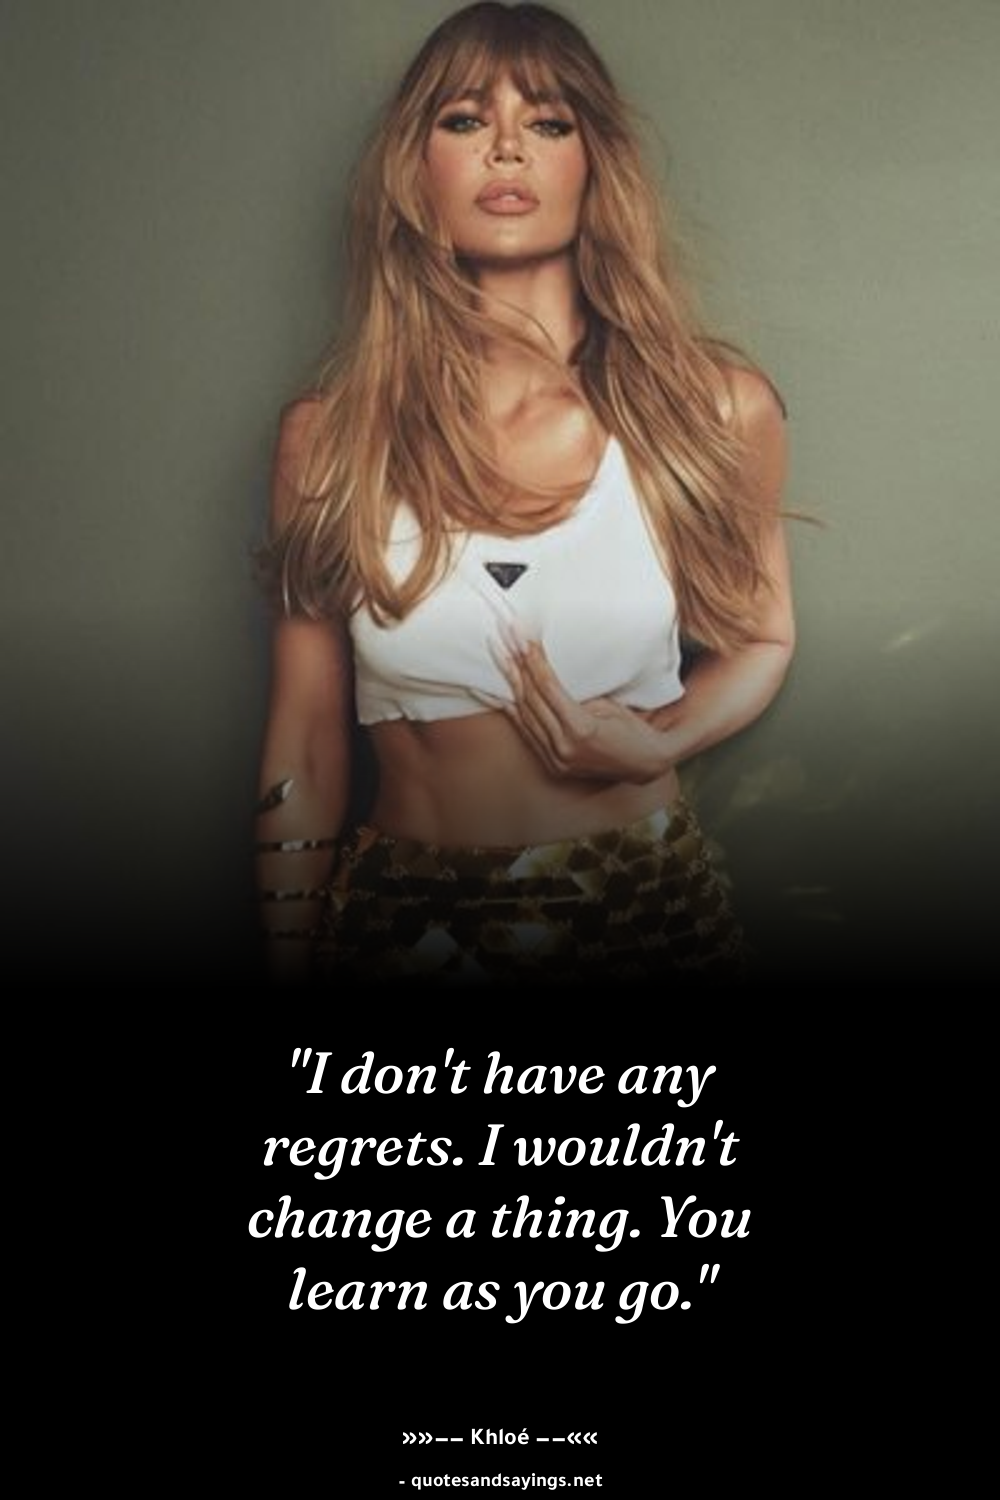 "I don't have any
regrets. I wouldn't
change a thing. You
learn as you go."
»»–– Khloé ––««
- quotesandsayings.net